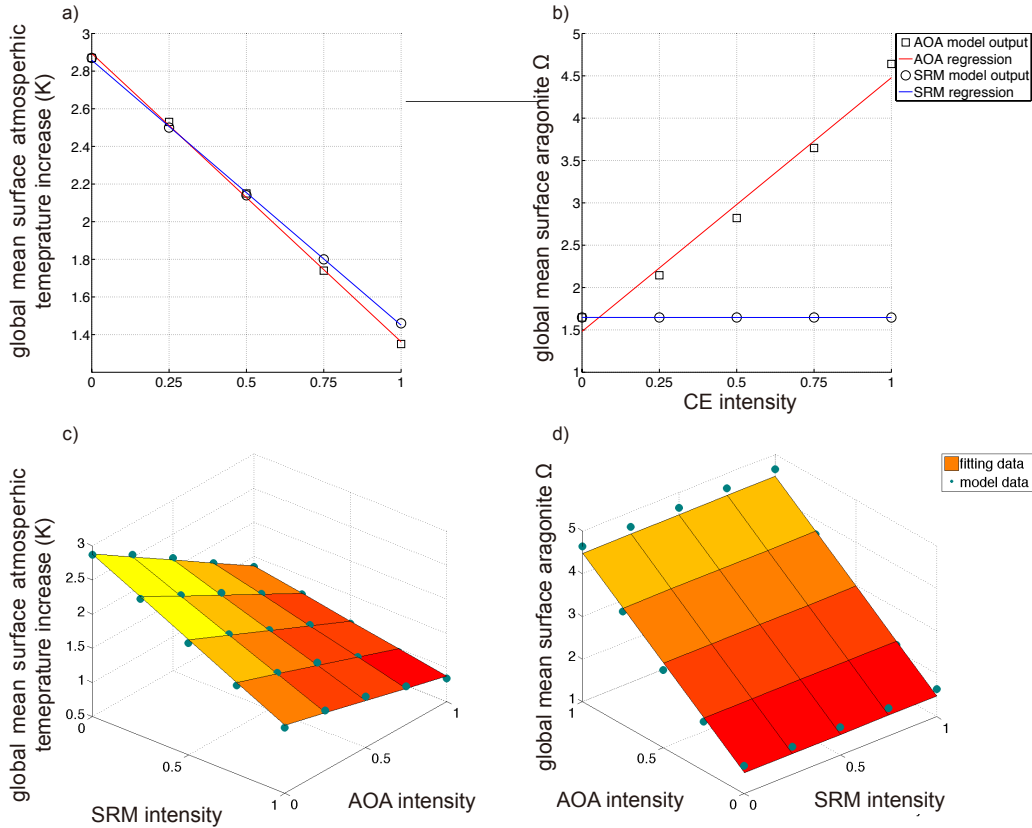 a)
global mean surface atmosperhic
temeprature increase (K)
3
2.8
2.6
2.4
2.2
2
1.8
1.6
1.4
0
0.25
0.5
0.75
1
b)
global mean surface aragonite Ω
5
4.5
4
3.5
3
2.5
2
1.5
1
0
0.25
0.5
0.75
1
CE intensity
AOA model output
AOA regression
SRM model output
SRM regression
c)
global mean surface atmosperhic
temeprature increase (K)
3
2.5
2
1.5
1
0.5
0
0.5
1
SRM intensity
0
0.5
1
AOA intensity
d)
global mean surface aragonite Ω
5
4
3
2
1
1
0.5
0
AOA intensity
0
0.5
1
SRM intensity
fitting data
model data